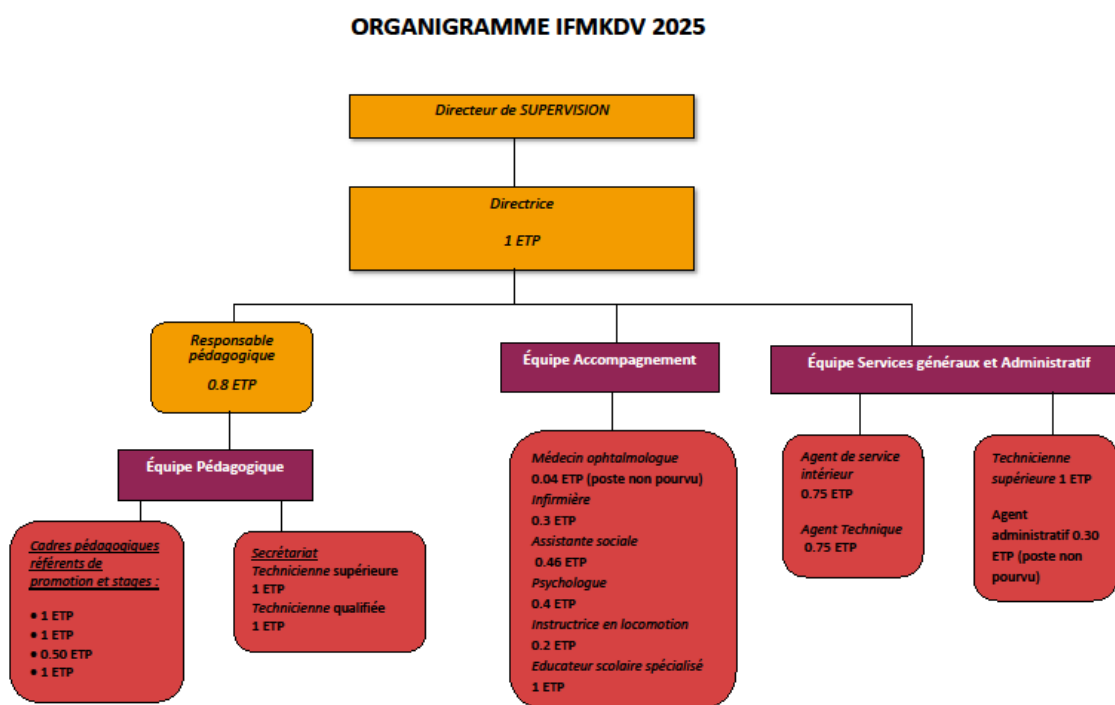 ORGANIGRAMME IFMKDV 2025
Directeur de SUPERVISION
Directrice
1 ETP
Responsable
pédagogique
0.8 ETP
Équipe Pédagogique
Cadres pédagogiques
référents de
promotion et stages :
• 1 ETP
• 1 ETP
• 0.50 ETP
• 1 ETP
Secrétariat
Technicienne supérieure
1 ETP
Technicienne qualifiée
1 ETP
Équipe Accompagnement
Médecin ophtalmologue
0.04 ETP (poste non pourvu)
Infirmière
0.3 ETP
Assistante sociale
0.46 ETP
Psychologue
0.4 ETP
Instructrice en locomotion
0.2 ETP
Educateur scolaire spécialisé
1 ETP
Équipe Services généraux et Administratif
Agent de service
intérieur
0.75 ETP
Agent Technique
0.75 ETP
Technicienne
supérieure 1 ETP
Agent
administratif 0.30
ETP (poste non
pourvu)